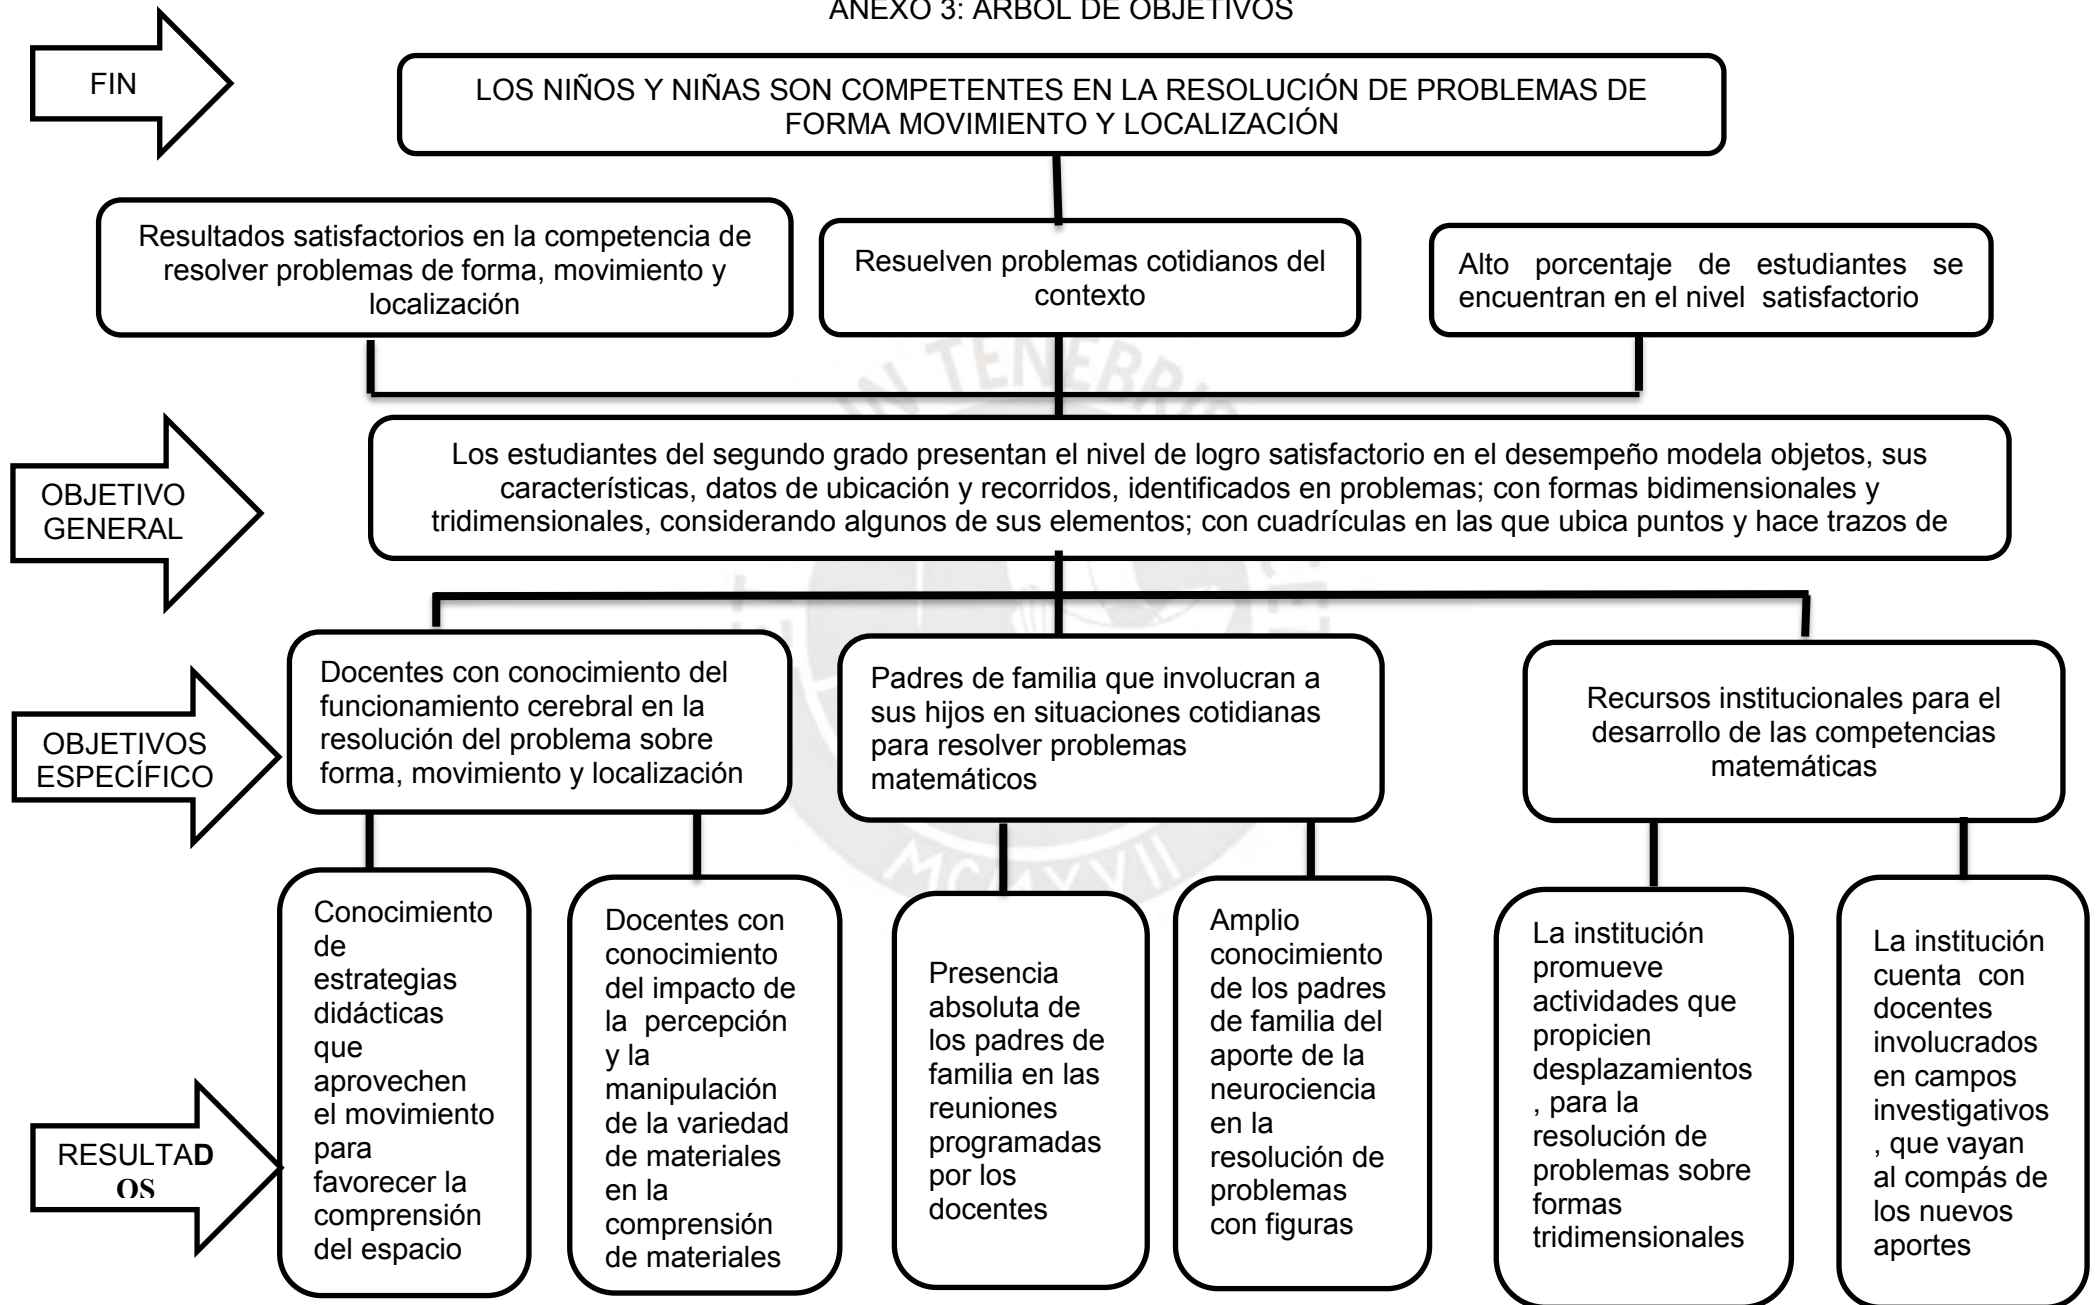 ANEXO 3: ÁRBOL DE OBJETIVOS
FIN
LOS NIÑOS Y NIÑAS SON COMPETENTES EN LA RESOLUCIÓN DE PROBLEMAS DE
FORMA MOVIMIENTO Y LOCALIZACIÓN
Resultados satisfactorios en la competencia de
resolver problemas de forma, movimiento y
localización
Resuelven problemas cotidianos del
contexto
Alto porcentaje de estudiantes se
encuentran en el nivel satisfactorio
OBJETIVO
GENERAL
Los estudiantes del segundo grado presentan el nivel de logro satisfactorio en el desempeño modela objetos, sus
características, datos de ubicación y recorridos, identificados en problemas; con formas bidimensionales y
tridimensionales, considerando algunos de sus elementos; con cuadrículas en las que ubica puntos y hace trazos de
OBJETIVOS
ESPECÍFICO
Docentes con conocimiento del
funcionamiento cerebral en la
resolución del problema sobre
forma, movimiento y localización
Padres de familia que involucran a
sus hijos en situaciones cotidianas
para resolver problemas
matemáticos
Recursos institucionales para el
desarrollo de las competencias
matemáticas
RESULTAD
OS
Conocimiento
de
estrategias
didácticas
que
aprovechen
el movimiento
para
favorecer la
comprensión
del espacio
Docentes con
conocimiento
del impacto de
la percepción
y la
manipulación
de la variedad
de materiales
en la
comprensión
de materiales
Presencia
absoluta de
los padres de
familia en las
reuniones
programadas
por los
docentes
Amplio
conocimiento
de los padres
de familia del
aporte de la
neurociencia
en la
resolución de
problemas
con figuras
La institución
promueve
actividades que
propicien
desplazamientos
, para la
resolución de
problemas sobre
formas
tridimensionales
La institución
cuenta con
docentes
involucrados
en campos
investigativos
, que vayan
al compás de
los nuevos
aportes
IN TENEBRIS
MCMXVII